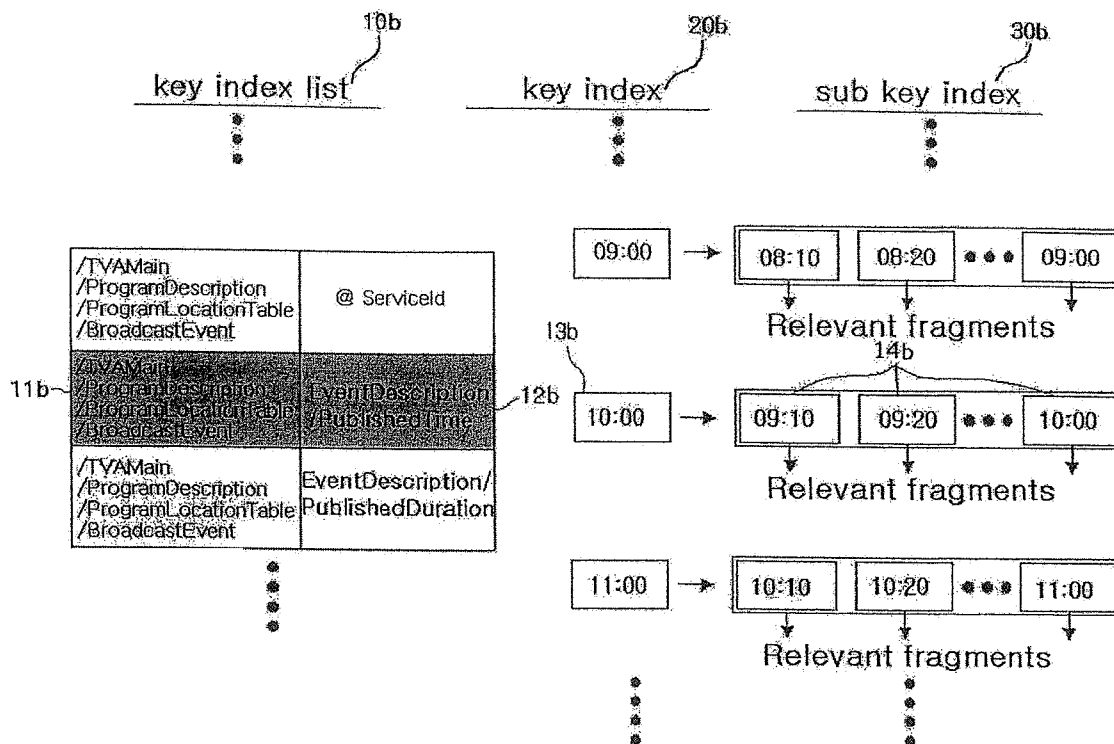 10b
20b
30b
key index list
key index
sub key index
/TVAMain
/ProgramDescription
/ProgramLocationTable
/BroadcastEvent
@ ServiceId
11b
/TVAMain
/ProgramDescription
/ProgramLocationTable
/BroadcastEvent
EventDescription
/PublishedTime
12b
/TVAMain
/ProgramDescription
/ProgramLocationTable
/BroadcastEvent
EventDescription/
PublishedDuration
09:00
08:10
08:20
09:00
Relevant fragments
13b
14b
10:00
09:10
09:20
10:00
Relevant fragments
11:00
10:10
10:20
11:00
Relevant fragments